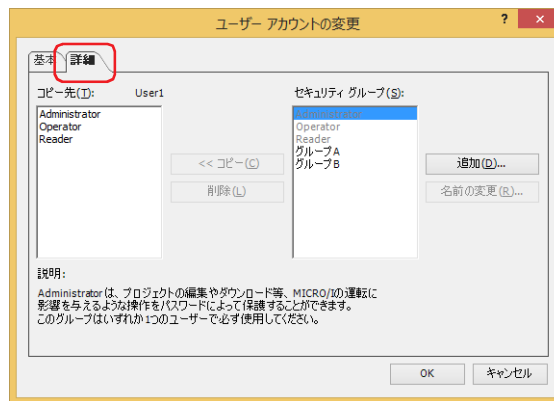 ユーザー アカウントの変更
? ×
基本 詳細
コピー先(T): User1
セキュリティ グループ(S):
Administrator
Operator
Reader
Administrator
Operator
Reader
グループA
グループB
<< コピー(C)
削除(L)
追加(D)...
名前の変更(R)...
説明:
Administratorは、プロジェクトの編集やダウンロード等、MICRO/Iの運転に
影響を与えるような操作をパスワードによって保護することができます。
このグループはいずれか1つのユーザーで必ず使用してください。
OK キャンセル